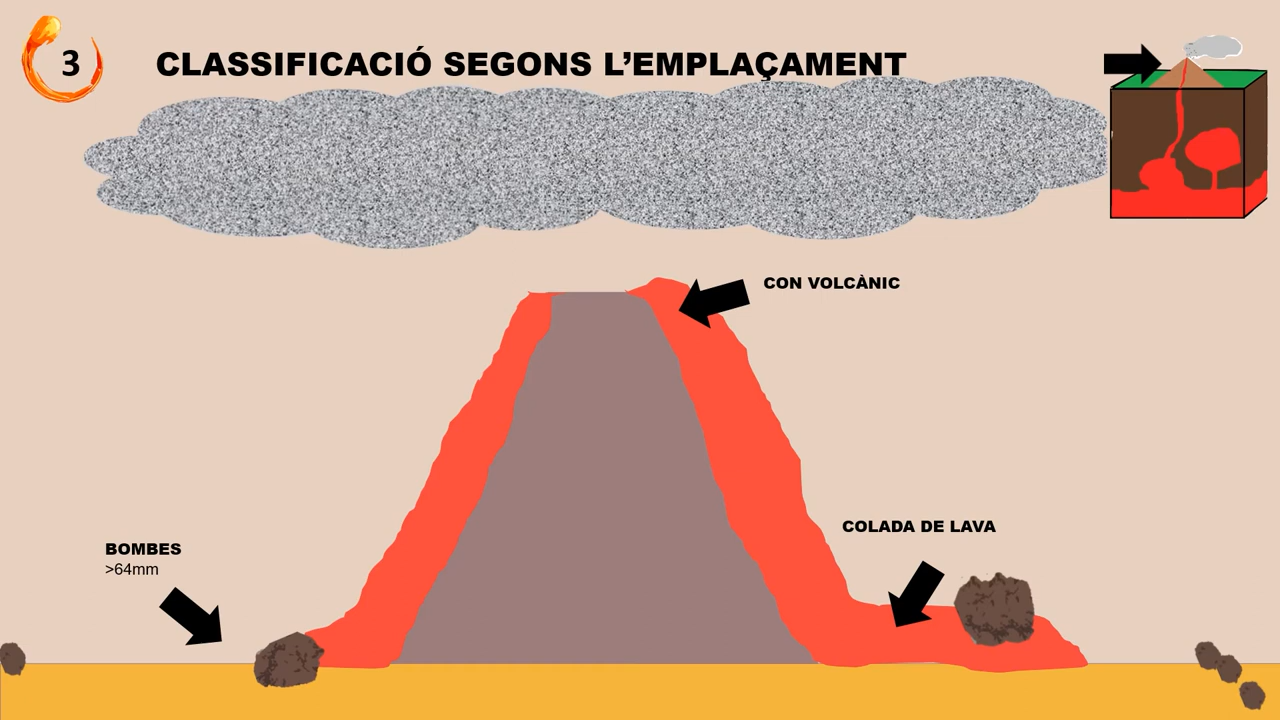 3
CLASSIFICACIÓ SEGONS L’EMPLAÇAMENT
CON VOLCÀNIC
COLADA DE LAVA
BOMBES
>64mm